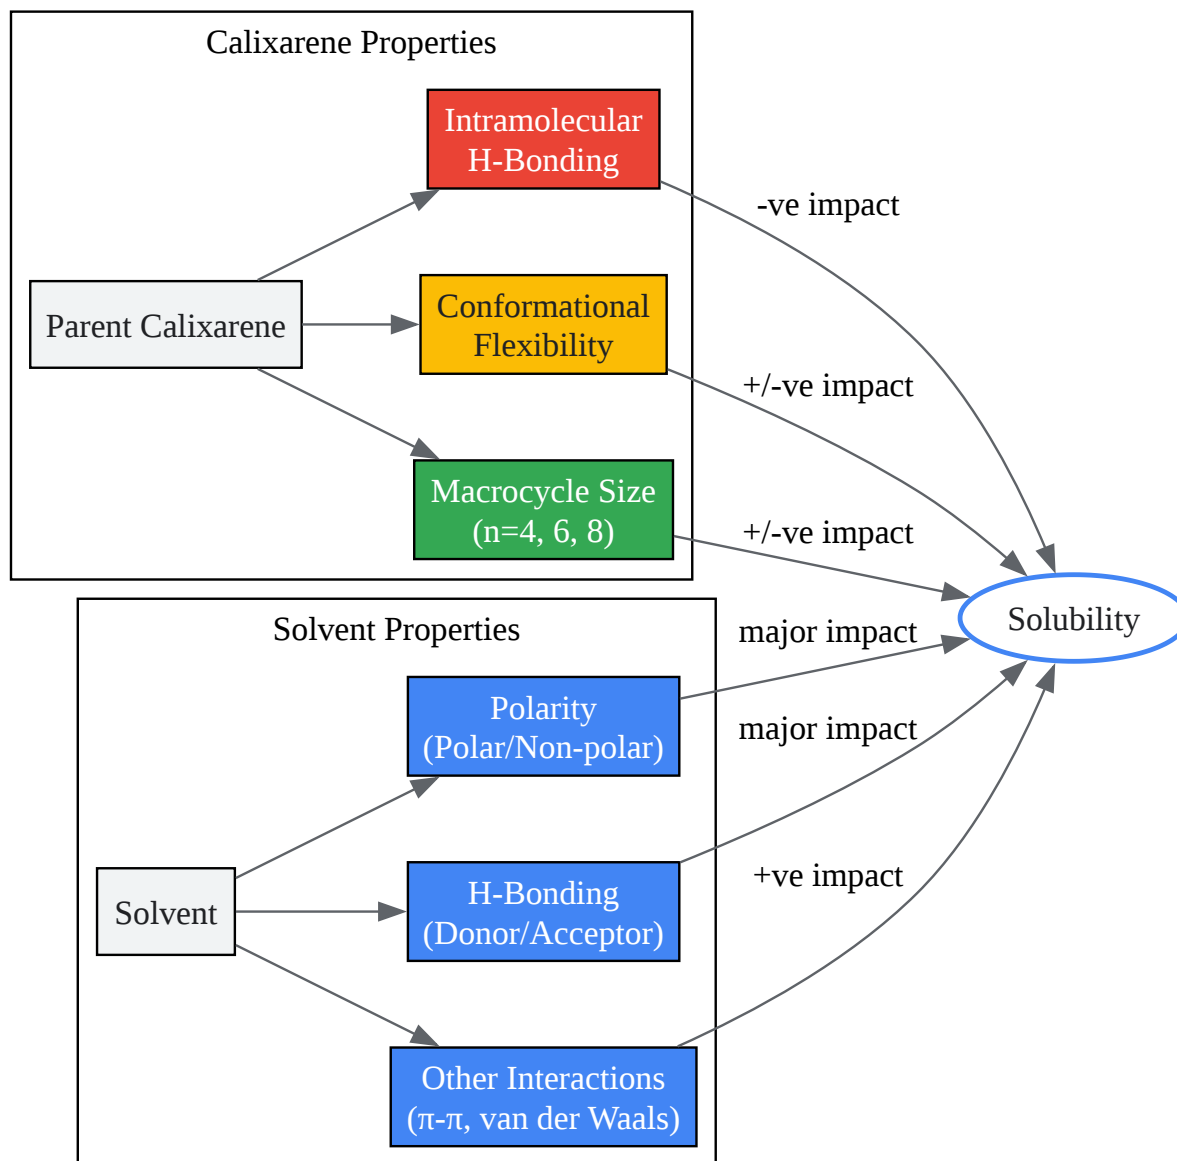 Calixarene Properties
Intramolecular
H-Bonding
-ve impact
Parent Calixarene
Conformational
Flexibility
+/-ve impact
Macrocycle Size
(n=4, 6, 8)
+/-ve impact
Solubility
Solvent Properties
major impact
Polarity
(Polar/Non-polar)
major impact
Solvent
H-Bonding
(Donor/Acceptor)
+ve impact
Other Interactions
(π-π, van der Waals)